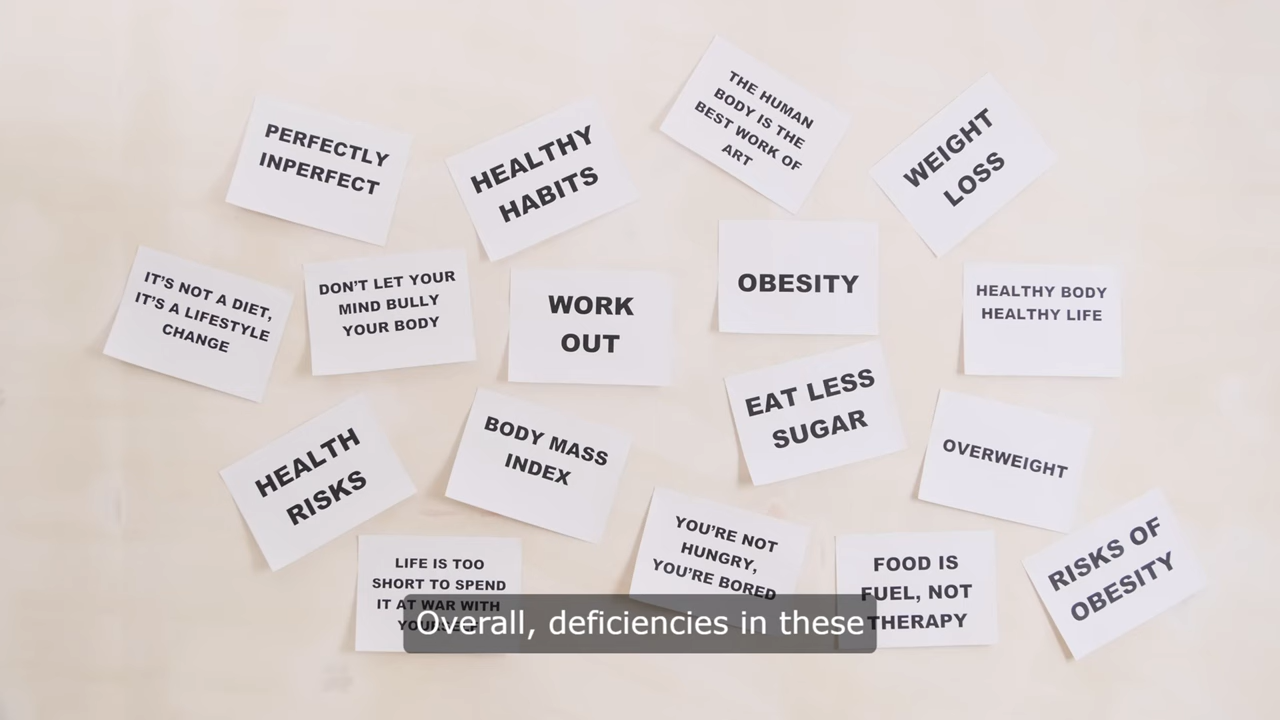 PERFECTLY
INPERFECT
HEALTHY
HABITS
THE HUMAN
BODY IS THE
BEST WORK OF
ART
WEIGHT
LOSS
IT'S NOT A DIET,
IT'S A LIFESTYLE
CHANGE
DON'T LET YOUR
MIND BULLY
YOUR BODY
WORK
OUT
OBESITY
HEALTHY BODY
HEALTHY LIFE
HEALTH
RISKS
BODY MASS
INDEX
EAT LESS
SUGAR
OVERWEIGHT
LIFE IS TOO
SHORT TO SPEND
IT AT WAR WITH
YOURSELF
YOU'RE NOT
HUNGRY,
YOU'RE BORED
FOOD IS
FUEL, NOT
THERAPY
RISKS OF
OBESITY
Overall, deficiencies in these